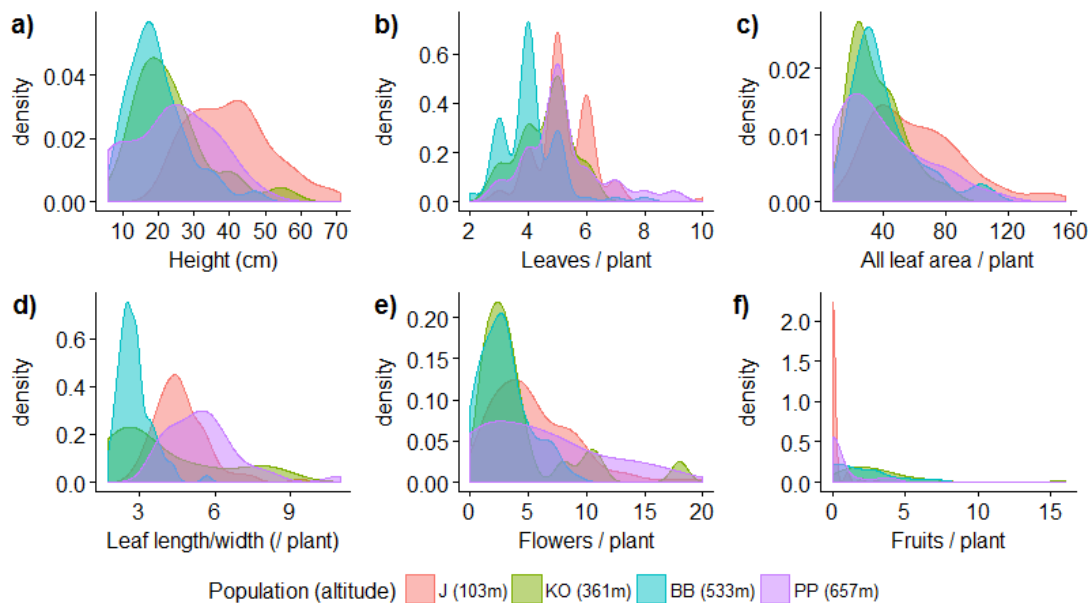 a)
density
0.04
0.02
0.00
10 20 30 40 50 60 70
Height (cm)
b)
density
0.6
0.4
0.2
0.0
2 4 6 8 10
Leaves / plant
c)
density
0.02
0.01
0.00
40 80 120 160
All leaf area / plant
d)
density
0.6
0.4
0.2
0.0
3 6 9
Leaf length/width (/ plant)
e)
density
0.20
0.15
0.10
0.05
0.00
0 5 10 15 20
Flowers / plant
f)
density
2.0
1.5
1.0
0.5
0.0
0 5 10 15
Fruits / plant
Population (altitude) J (103m) KO (361m) BB (533m) PP (657m)